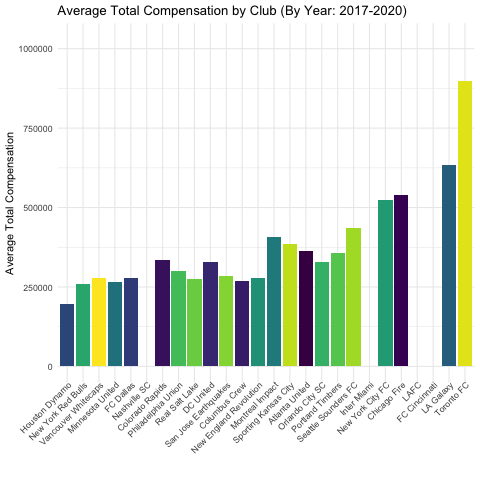 Average Total Compensation by Club (By Year: 2017-2020)
Average Total Compensation
1000000
750000
500000
250000
0
Houston Dynamo
New York Red Bulls
Vancouver Whitecaps
Minnesota United
FC Dallas
Nashville SC
Colorado Rapids
Philadelphia Union
Real Salt Lake
DC United
San Jose Earthquakes
Columbus Crew
New England Revolution
Montreal Impact
Sporting Kansas City
Atlanta United
Orlando City SC
Portland Timbers
Seattle Sounders FC
Inter Miami
New York City FC
Chicago Fire
LAFC
FC Cincinnati
LA Galaxy
Toronto FC